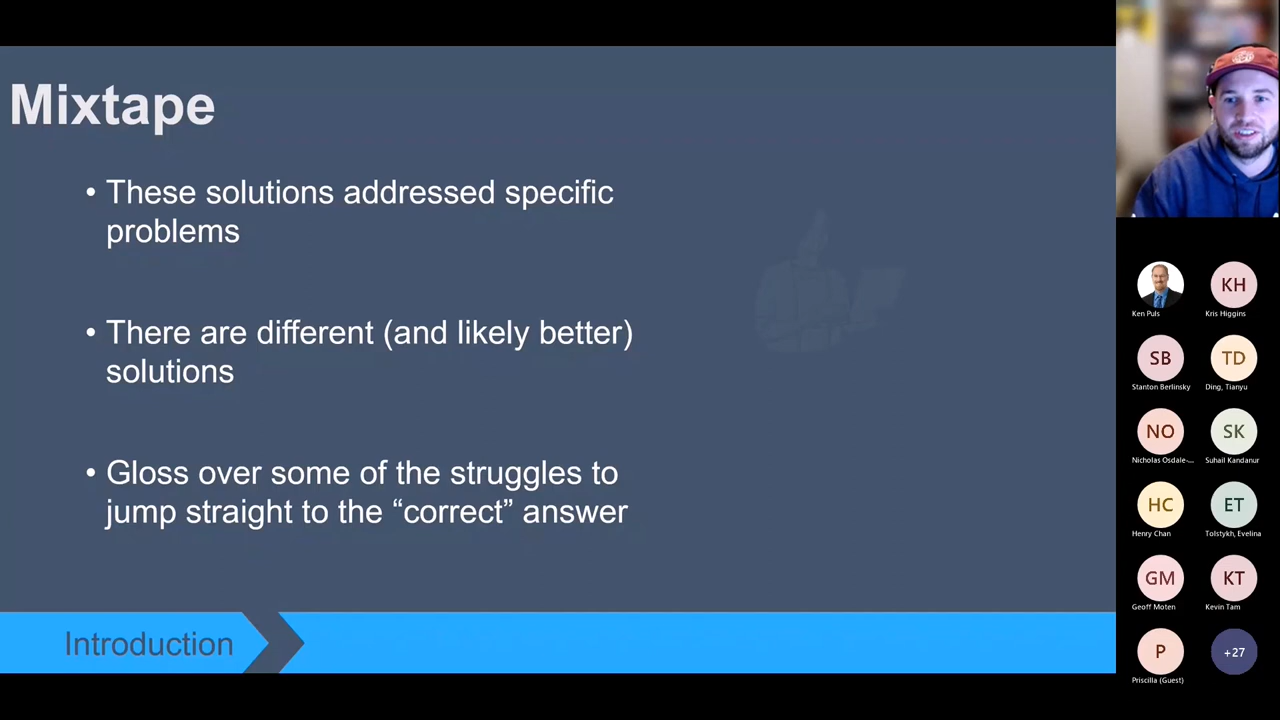 Mixtape
• These solutions addressed specific
problems
• There are different (and likely better)
solutions
• Gloss over some of the struggles to
jump straight to the “correct” answer
Introduction
Ken Puls
KH
Kris Higgins
SB
Stanton Berlinsky
TD
Ding, Tianyu
NO
Nicholas Osdale-...
SK
Suhail Kandanur
HC
Henry Chan
ET
Tolstykh, Evelina
GM
Geoff Moten
KT
Kevin Tam
P
Priscilla (Guest)
+27